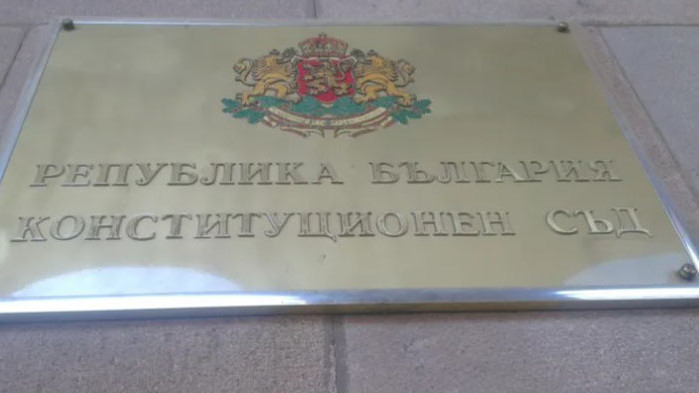 РЕПУБЛИКА БЪЛГАРИЯ
КОНСТИТУЦИОНЕН СЪД